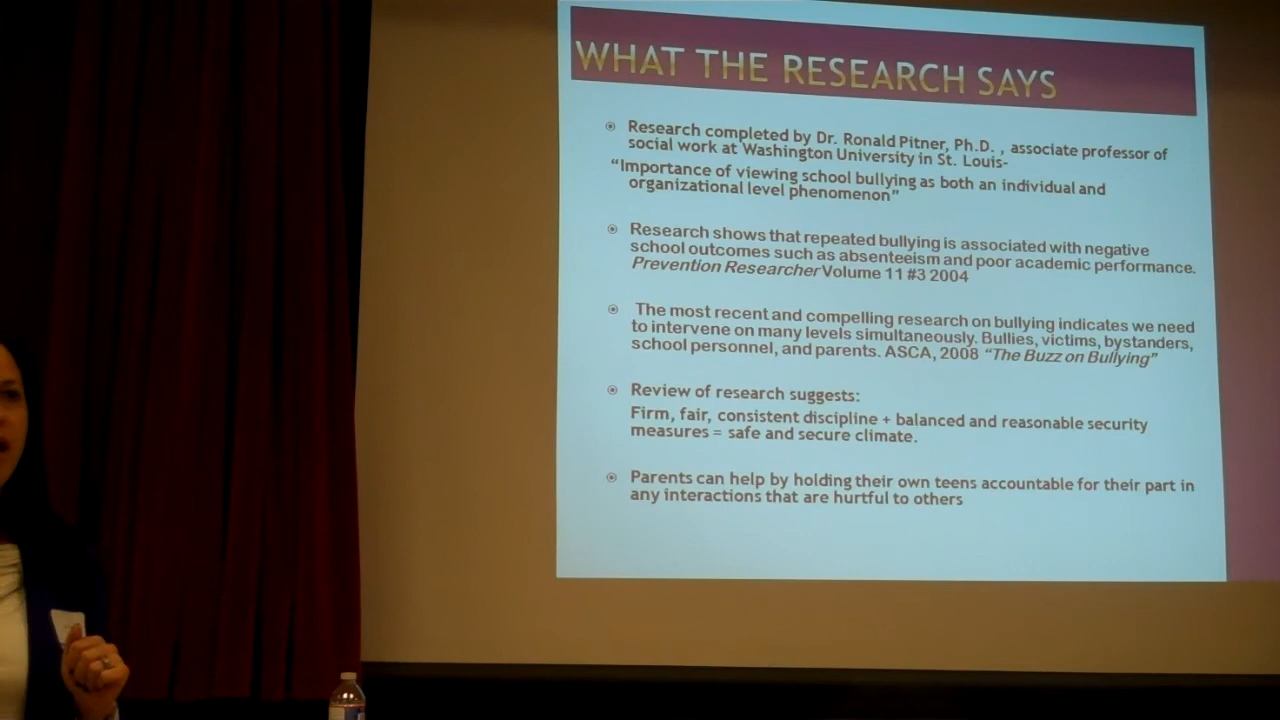 WHAT THE RESEARCH SAYS
Research completed by Dr. Ronald Pitner, Ph.D. , associate professor of
social work at Washington University in St. Louis-
“Importance of viewing school bullying as both an individual and
organizational level phenomenon”
Research shows that repeated bullying is associated with negative
school outcomes such as absenteeism and poor academic performance.
Prevention Researcher Volume 11 #3 2004
The most recent and compelling research on bullying indicates we need
to intervene on many levels simultaneously. Bullies, victims, bystanders,
school personnel, and parents. ASCA, 2008 “The Buzz on Bullying”
Review of research suggests:
Firm, fair, consistent discipline + balanced and reasonable security
measures = safe and secure climate.
Parents can help by holding their own teens accountable for their part in
any interactions that are hurtful to others